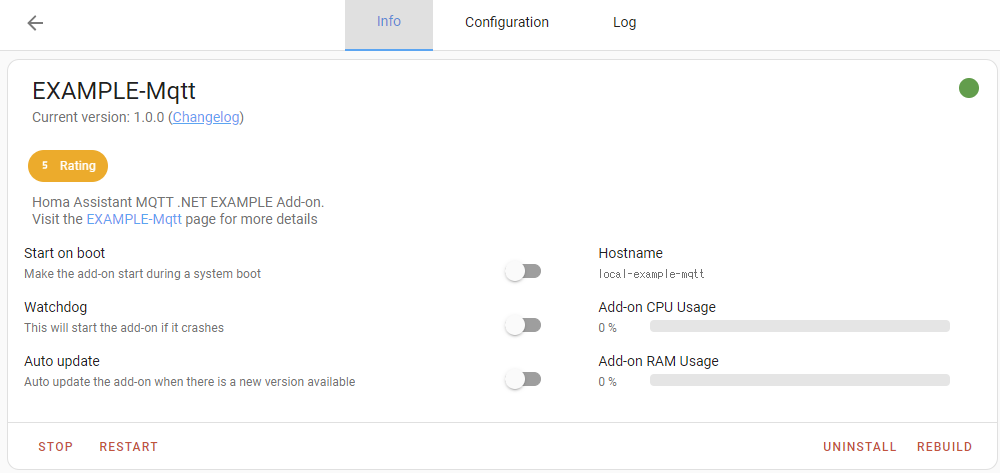 Info Configuration Log
EXAMPLE-Mqtt
Current version: 1.0.0 (Changelog)
5 Rating
Homa Assistant MQTT .NET EXAMPLE Add-on.
Visit the EXAMPLE-Mqtt page for more details
Start on boot
Make the add-on start during a system boot
Hostname
local-example-mqtt
Watchdog
This will start the add-on if it crashes
Add-on CPU Usage
0 %
Auto update
Auto update the add-on when there is a new version available
Add-on RAM Usage
0 %
STOP RESTART UNINSTALL REBUILD